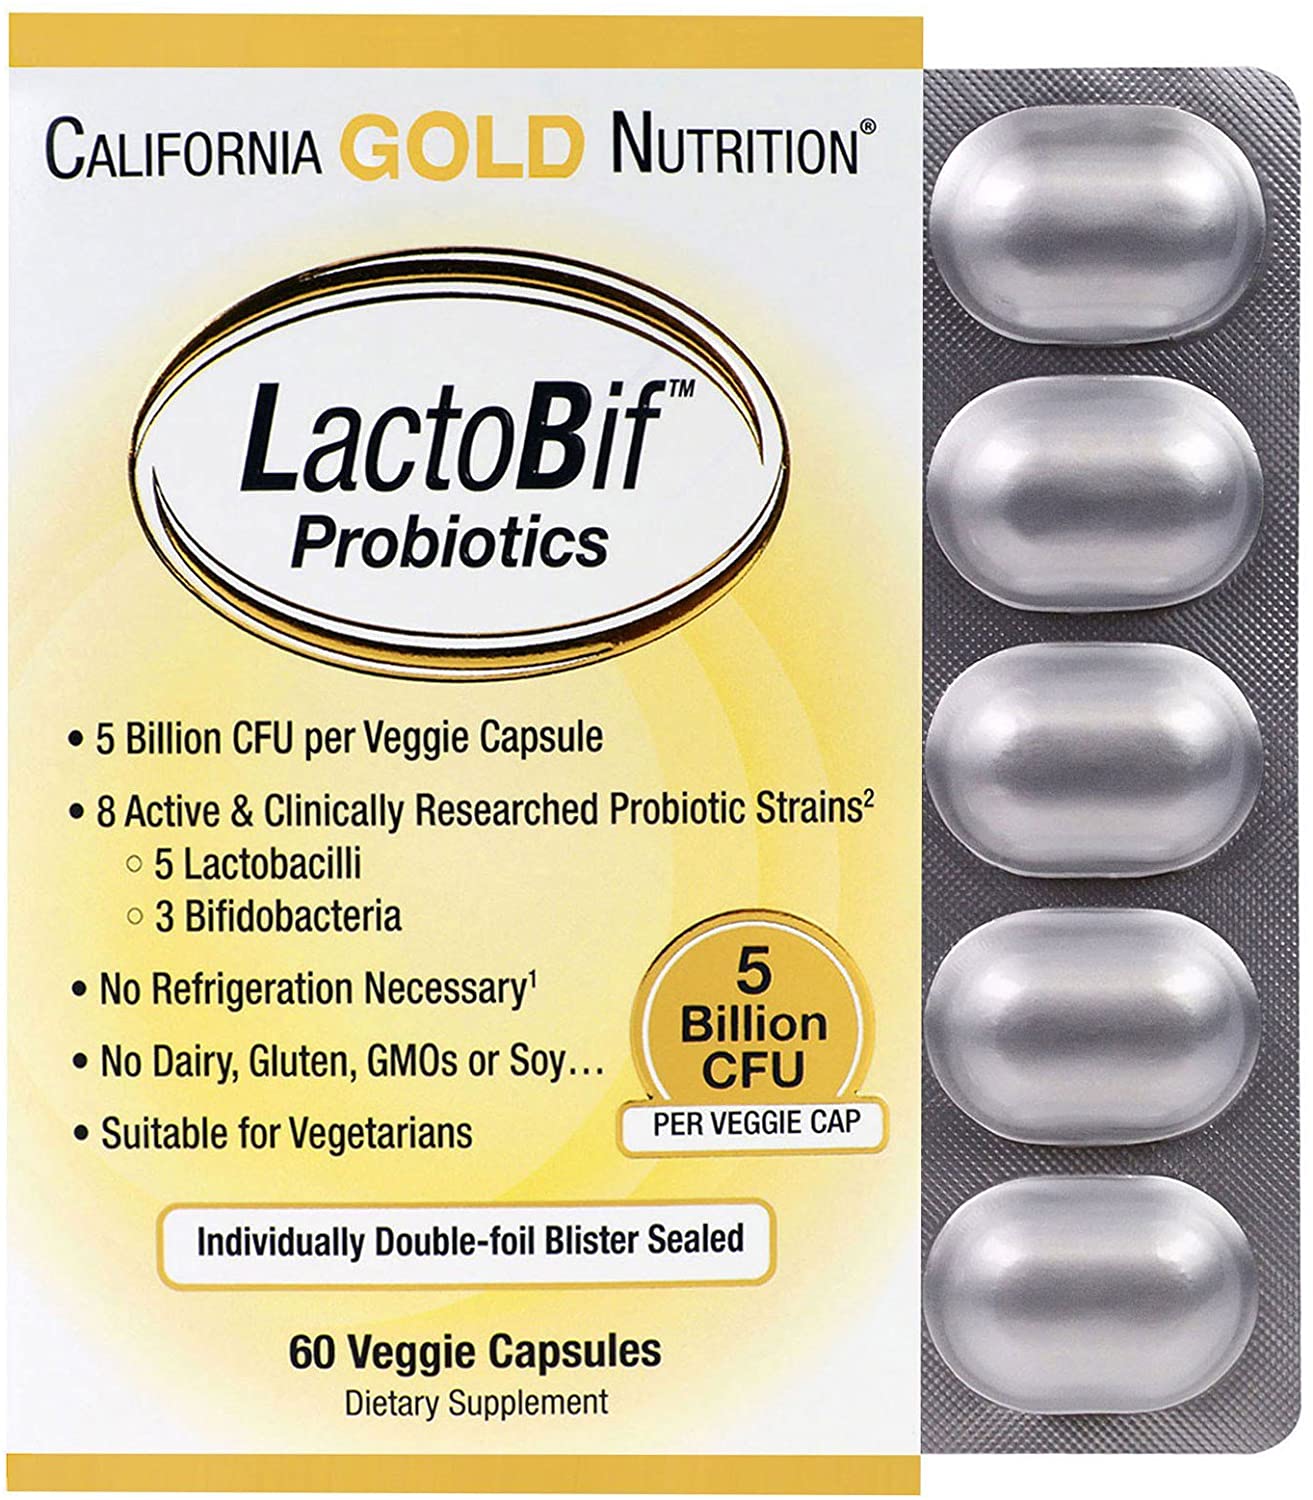 CALIFORNIA GOLD NUTRITION®
LactoBif™
Probiotics
• 5 Billion CFU per Veggie Capsule
• 8 Active & Clinically Researched Probiotic Strains²
○ 5 Lactobacilli
○ 3 Bifidobacteria
• No Refrigeration Necessary¹
• No Dairy, Gluten, GMOs or Soy...
• Suitable for Vegetarians
5
Billion
CFU
PER VEGGIE CAP
Individually Double-foil Blister Sealed
60 Veggie Capsules
Dietary Supplement